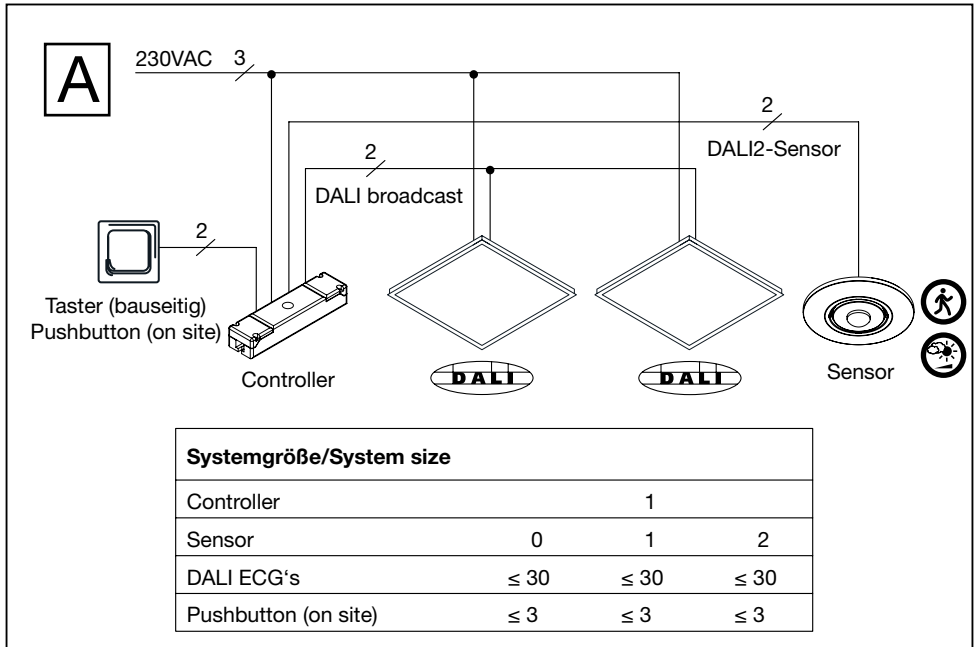 A
230VAC 3
2
DALI2-Sensor
2
DALI broadcast
2
Taster (bauseitig)
Pushbutton (on site)
Controller
DALI
DALI
Sensor
Systemgröße/System size
Controller 1
Sensor 0 1 2
DALI ECG‘s ≤ 30 ≤ 30 ≤ 30
Pushbutton (on site) ≤ 3 ≤ 3 ≤ 3